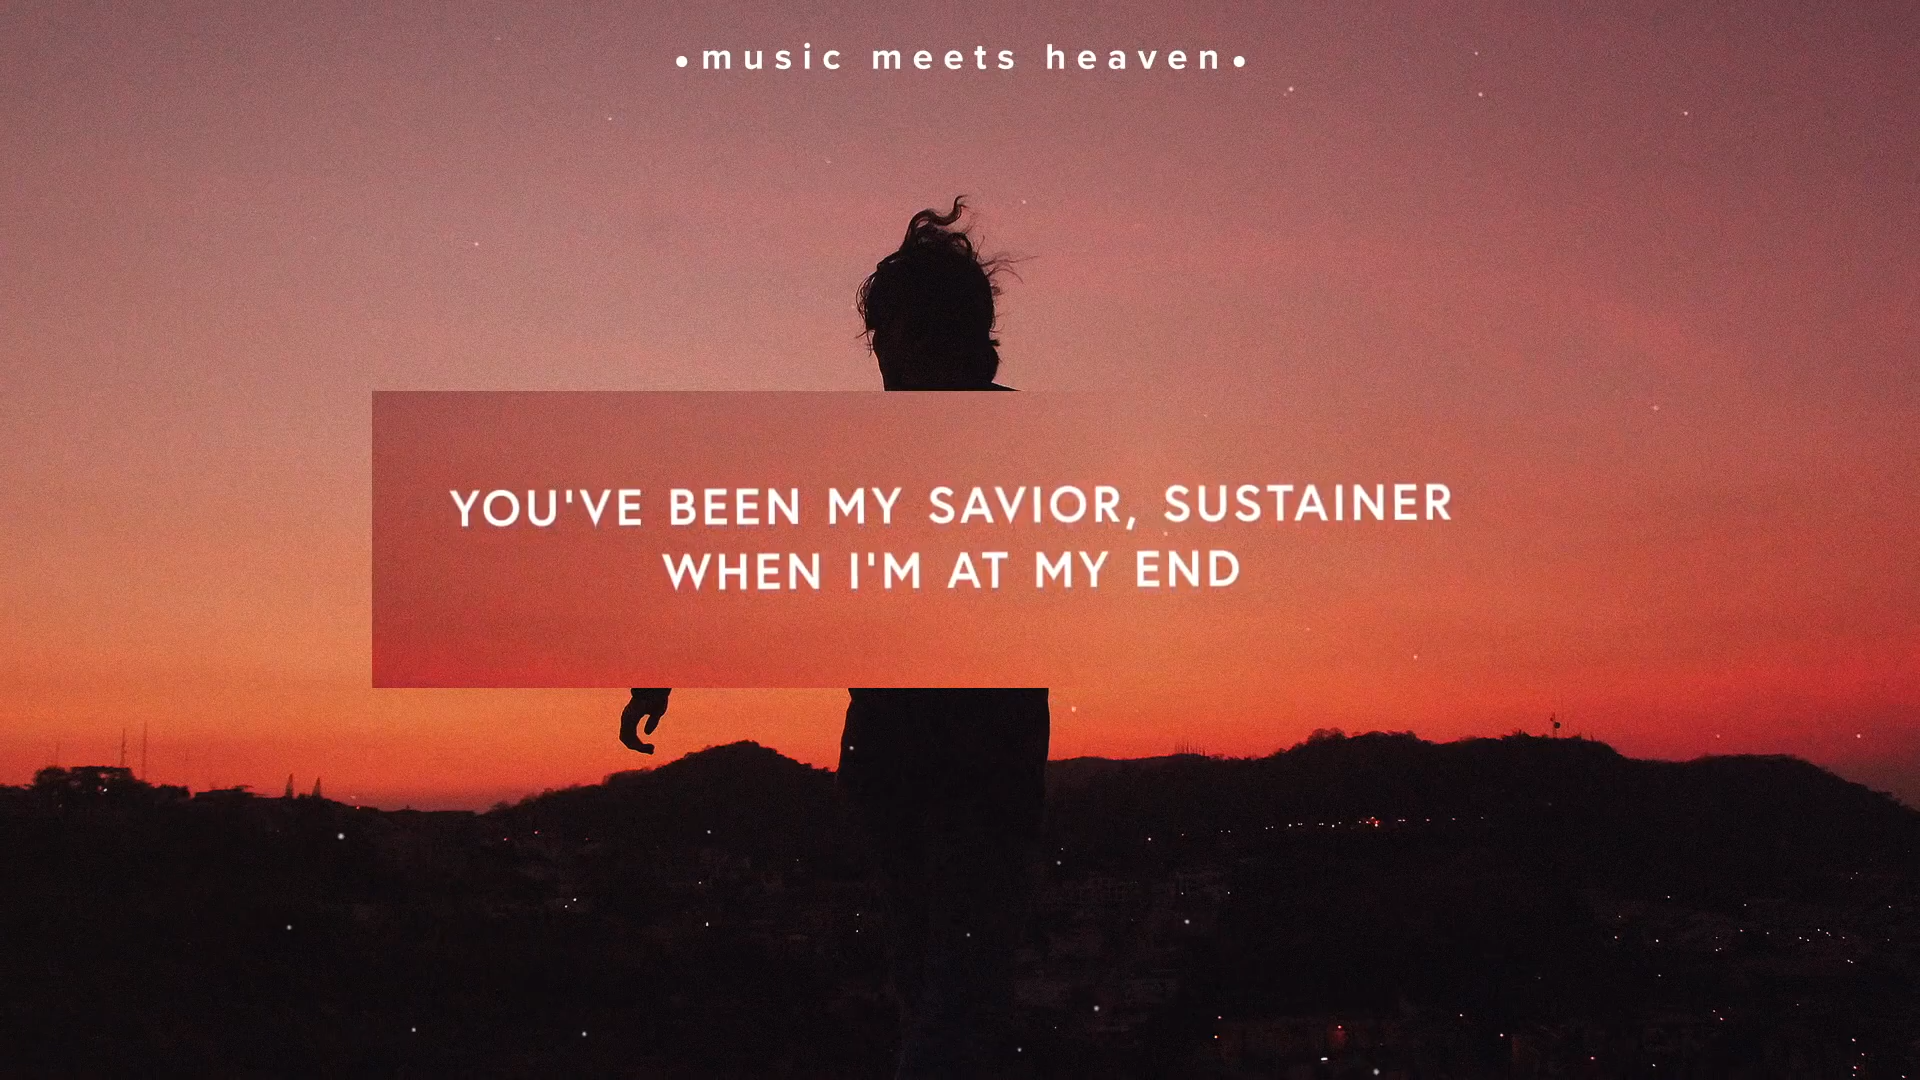 •music meets heaven•
YOU'VE BEEN MY SAVIOR, SUSTAINER
WHEN I'M AT MY END